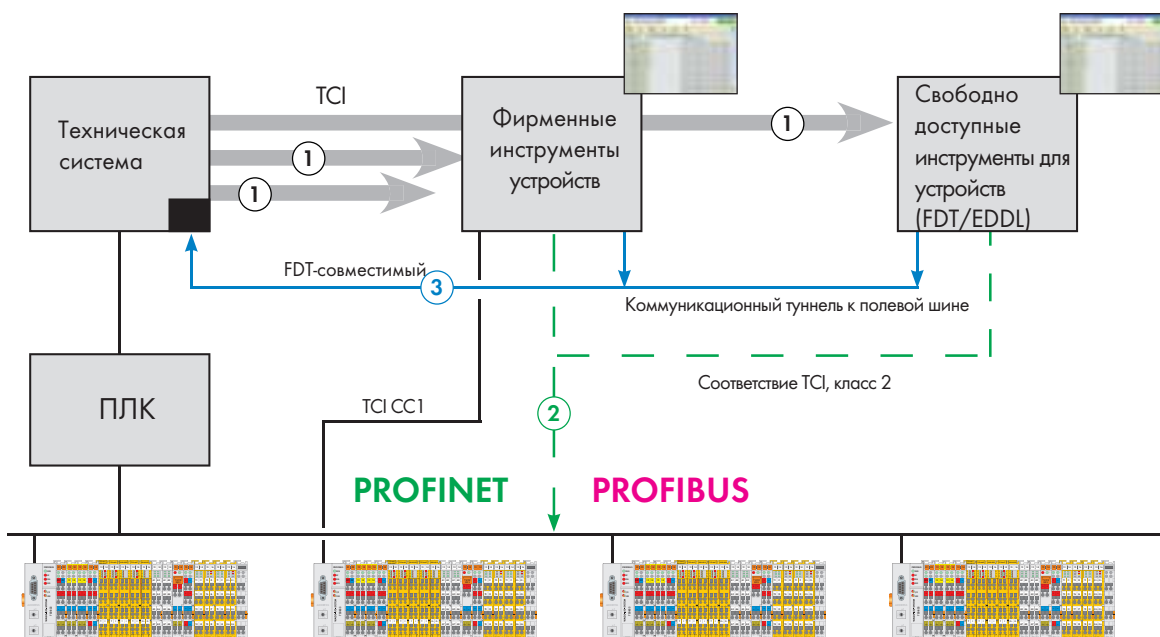 TCI
Техническая
система
Фирменные
инструменты
устройств
Свободно
доступные
инструменты для
устройств
(FDT/EDDL)
1
1
1
FDT-совместимый
3
Коммуникационный туннель к полевой шине
Соответствие TCI, класс 2
ПЛК
TCI CC1
2
PROFINET
PROFIBUS